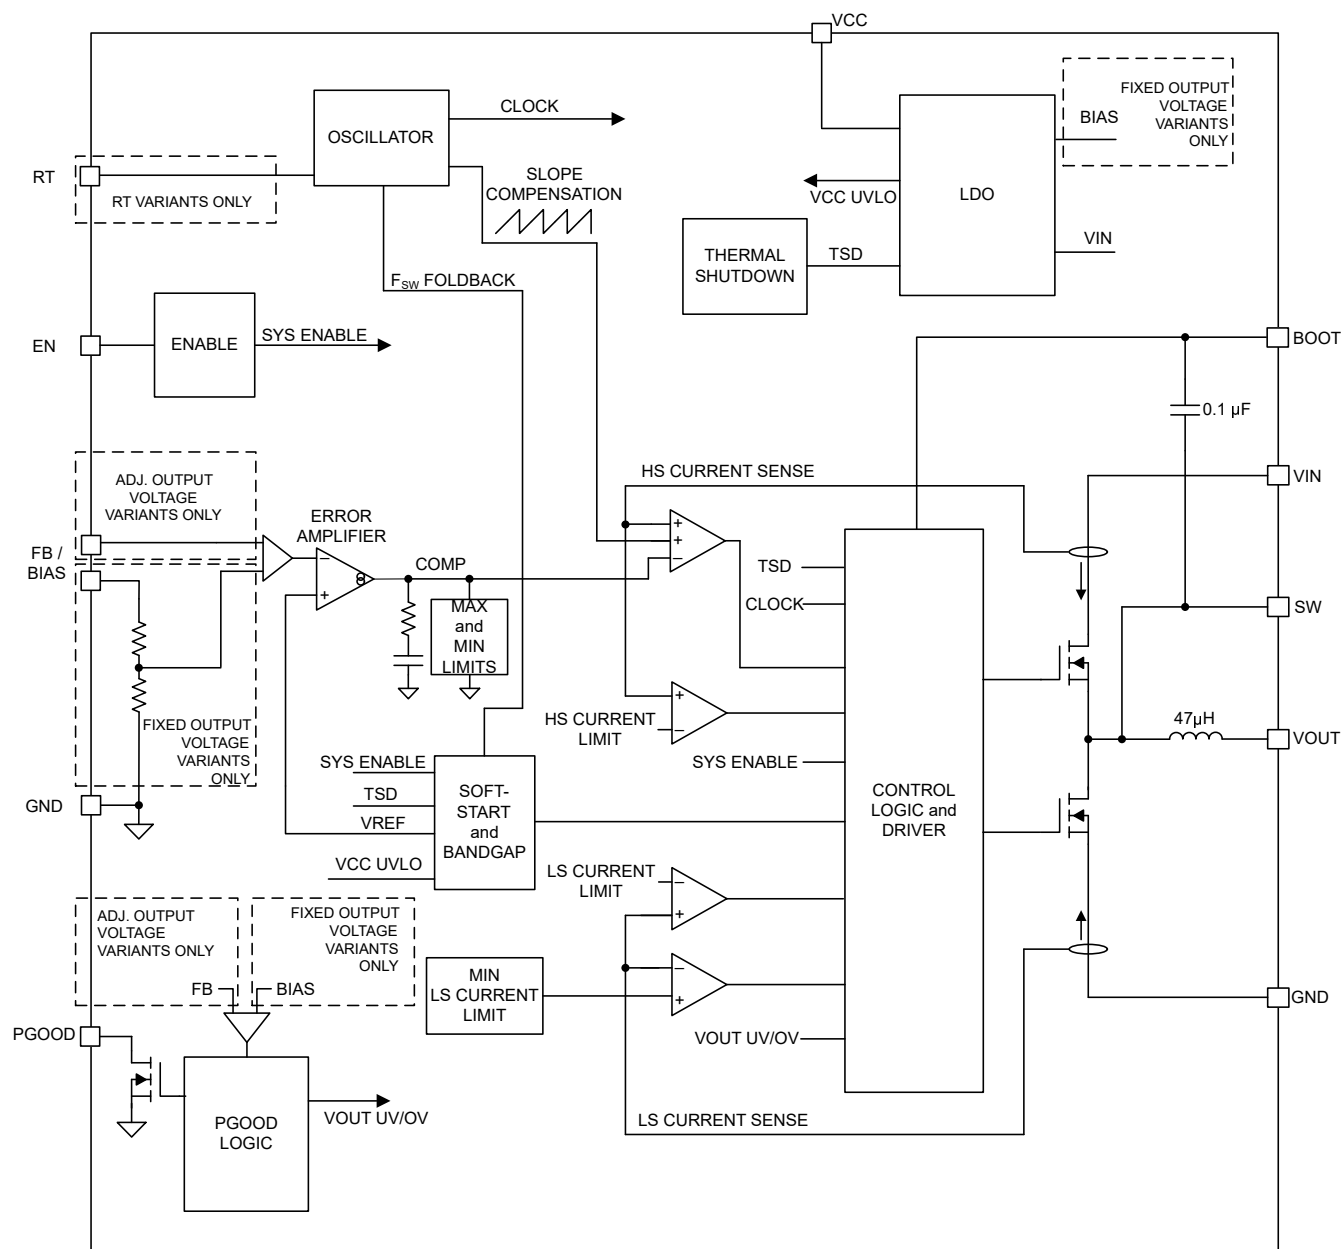 VCC
OSCILLATOR
CLOCK
FIXED OUTPUT
VOLTAGE
VARIANTS
ONLY
BIAS
LDO
RT
RT VARIANTS ONLY
SLOPE
COMPENSATION
VCC UVLO
THERMAL
SHUTDOWN
TSD
VIN
FSW FOLDBACK
EN
ENABLE
SYS ENABLE
BOOT
0.1 µF
ADJ. OUTPUT
VOLTAGE
VARIANTS ONLY
ERROR
AMPLIFIER
HS CURRENT SENSE
VIN
FB /
BIAS
−
+
COMP
+
+
−
TSD
CLOCK
SW
MAX
and
MIN
LIMITS
FIXED OUTPUT
VOLTAGE
VARIANTS
ONLY
HS CURRENT
LIMIT
+
−
47µH
VOUT
SYS ENABLE
SYS ENABLE
TSD
VREF
VCC UVLO
SOFT-
START
and
BANDGAP
CONTROL
LOGIC and
DRIVER
GND
LS CURRENT
LIMIT
−
+
ADJ. OUTPUT
VOLTAGE
VARIANTS ONLY
FIXED OUTPUT
VOLTAGE
VARIANTS
ONLY
FB
BIAS
MIN
LS CURRENT
LIMIT
−
+
GND
PGOOD
VOUT UV/OV
PGOOD
LOGIC
VOUT UV/OV
LS CURRENT SENSE